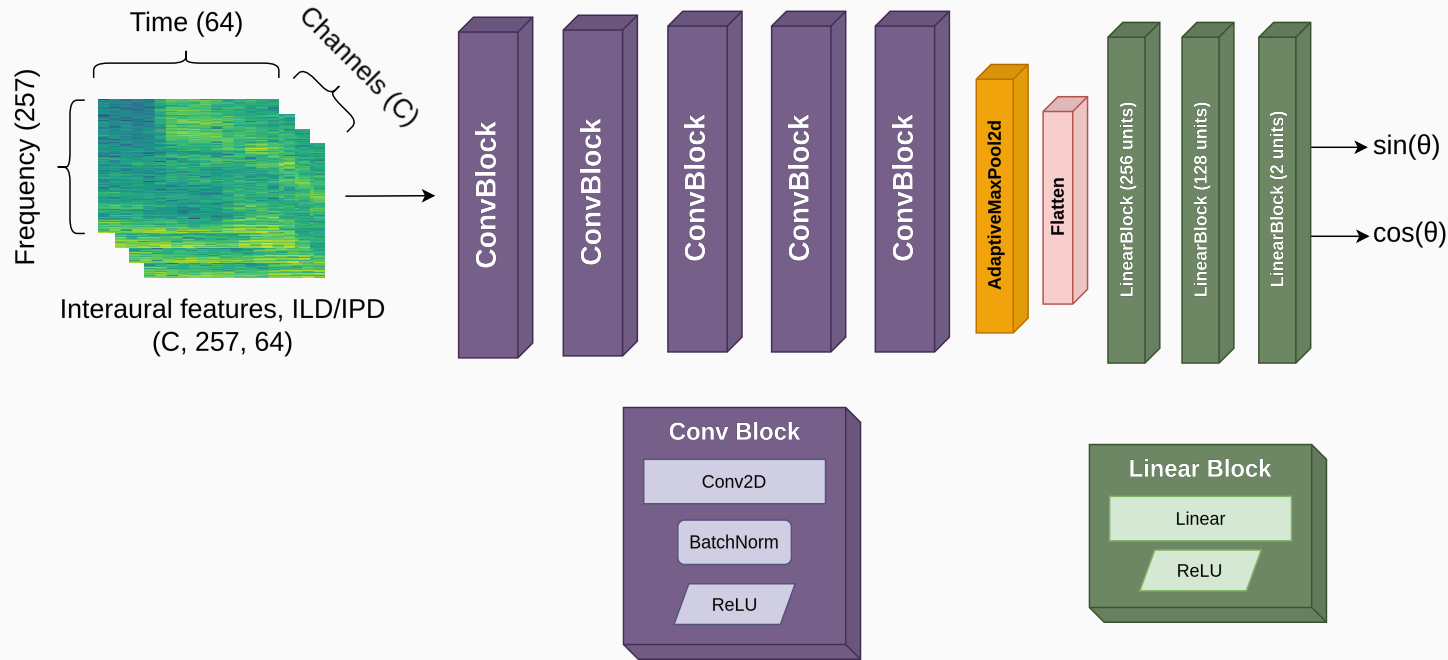 Time (64)
Channels (C)
Frequency (257)
Interaural features, ILD/IPD
(C, 257, 64)
ConvBlock
ConvBlock
ConvBlock
ConvBlock
ConvBlock
AdaptiveMaxPool2d
Flatten
LinearBlock (256 units)
LinearBlock (128 units)
LinearBlock (2 units)
sin(θ)
cos(θ)
Conv Block
Conv2D
BatchNorm
ReLU
Linear Block
Linear
ReLU